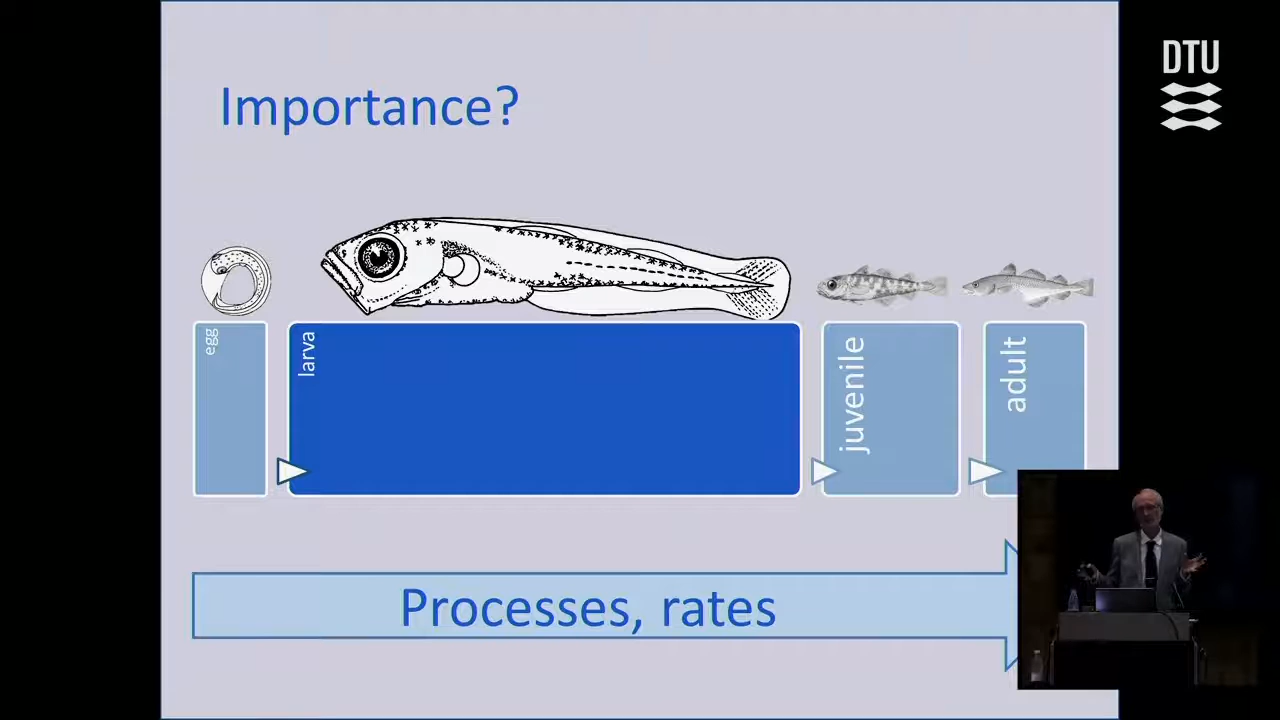 DTU
Importance?
egg
larva
juvenile
adult
Processes, rates